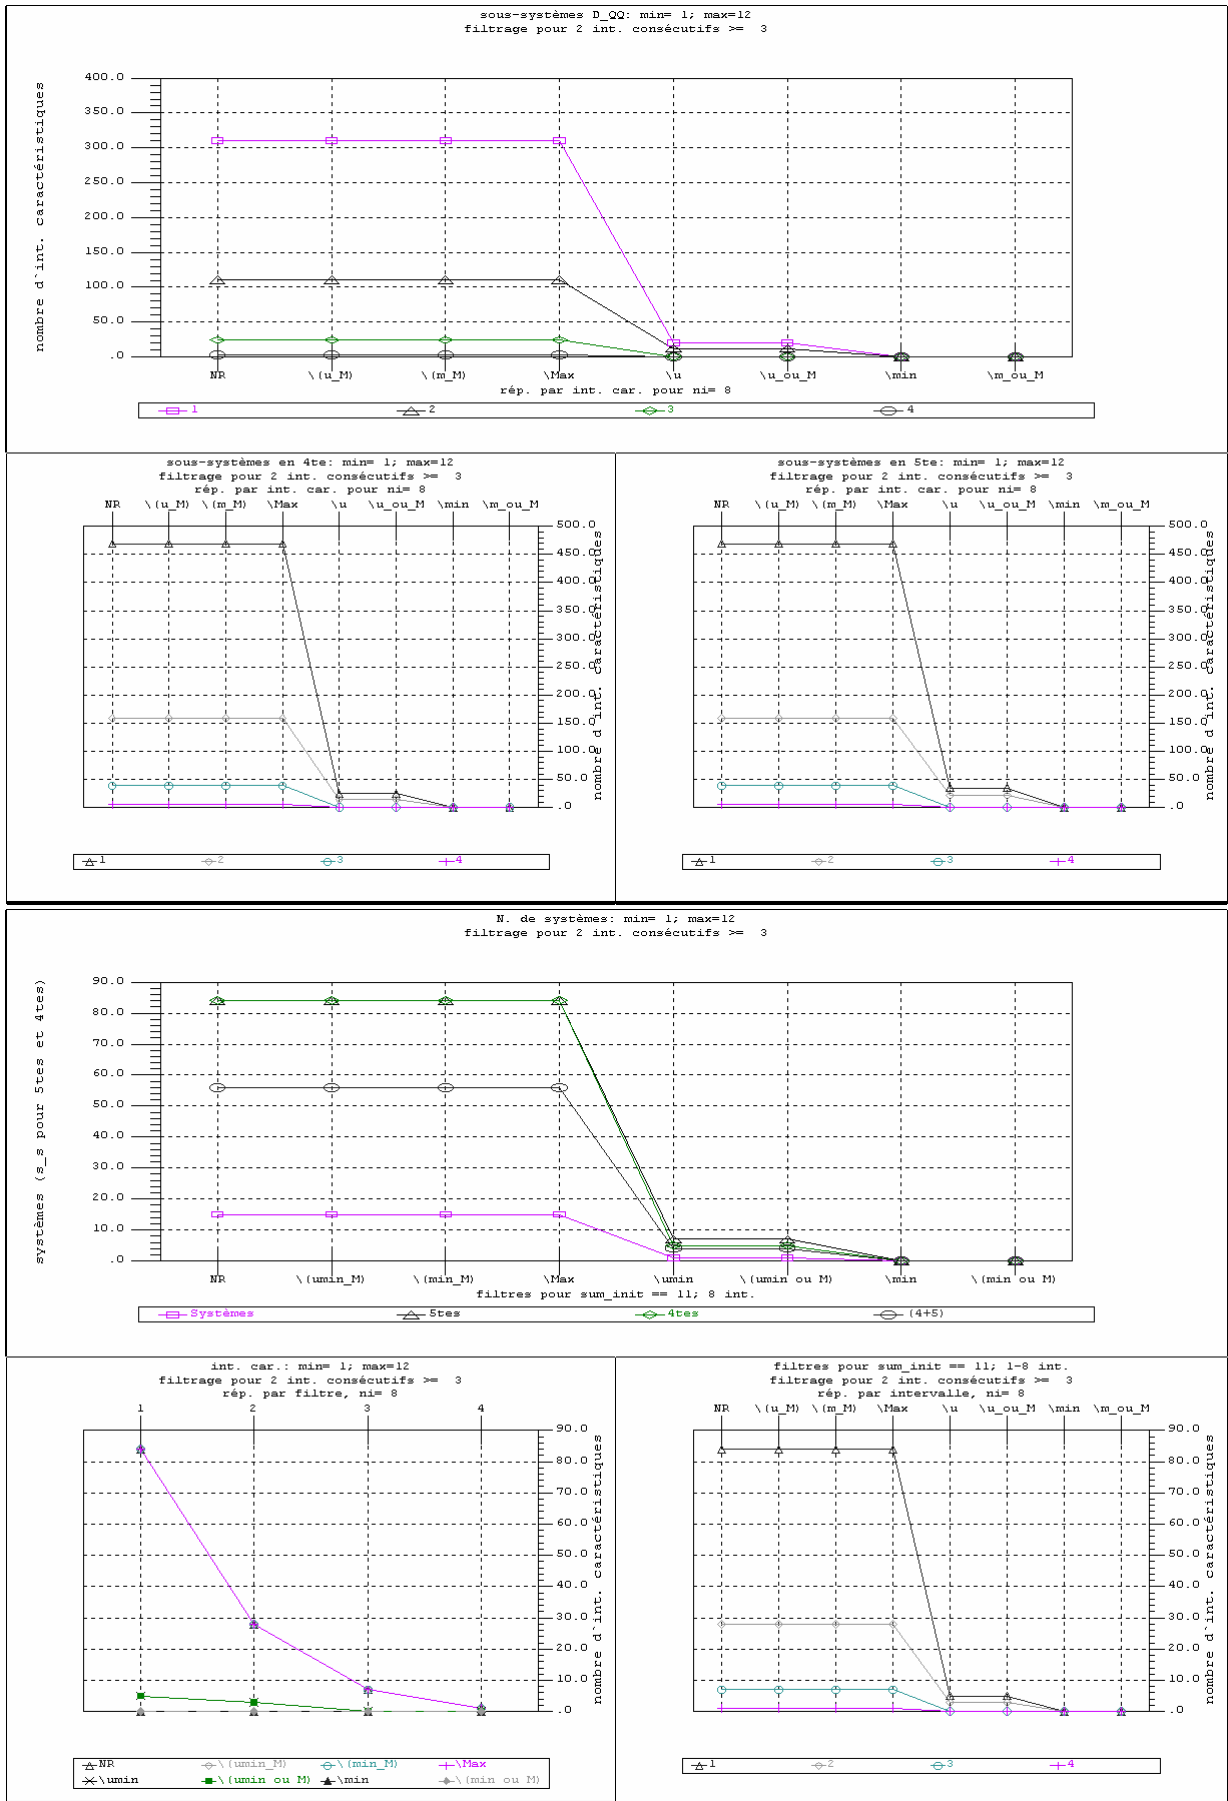 sous-systèmes D_QQ: min= 1; max=12
filtrage pour 2 int. consécutifs >=  3
nombre d`int. caractéristiques
400.0
350.0
300.0
250.0
200.0
150.0
100.0
50.0
.0
NR \(u_M) \(m_M) \Max \u \u_ou_M \min \m_ou_M
rép. par int. car. pour ni= 8
1 2 3 4
sous-systèmes en 4te: min= 1; max=12
filtrage pour 2 int. consécutifs >=  3
rép. par int. car. pour ni= 8
NR \(u_M) \(m_M) \Max \u \u_ou_M \min \m_ou_M
500.0
450.0
400.0
350.0
300.0
250.0
200.0
150.0
100.0
50.0
.0
nombre d`int. caractéristiques
1 2 3 4
sous-systèmes en 5te: min= 1; max=12
filtrage pour 2 int. consécutifs >=  3
rép. par int. car. pour ni= 8
NR \(u_M) \(m_M) \Max \u \u_ou_M \min \m_ou_M
500.0
450.0
400.0
350.0
300.0
250.0
200.0
150.0
100.0
50.0
.0
nombre d`int. caractéristiques
1 2 3 4
N. de systèmes: min= 1; max=12
filtrage pour 2 int. consécutifs >=  3
systèmes (s_s pour 5tes et 4tes)
90.0
80.0
70.0
60.0
50.0
40.0
30.0
20.0
10.0
.0
NR \(umin_M) \(min_M) \Max \umin \(umin ou M) \min \(min ou M)
filtres pour sum_init == 11; 8 int.
Systèmes 5tes 4tes (4+5)
int. car.: min= 1; max=12
filtrage pour 2 int. consécutifs >=  3
rép. par filtre, ni= 8
1 2 3 4
90.0
80.0
70.0
60.0
50.0
40.0
30.0
20.0
10.0
.0
nombre d`int. caractéristiques
NR \(umin_M) \(min_M) \Max
\umin \(umin ou M) \min \(min ou M)
filtres pour sum_init == 11; 1-8 int.
filtrage pour 2 int. consécutifs >=  3
rép. par intervalle, ni= 8
NR \(u_M) \(m_M) \Max \u \u_ou_M \min \m_ou_M
90.0
80.0
70.0
60.0
50.0
40.0
30.0
20.0
10.0
.0
nombre d`int. caractéristiques
1 2 3 4